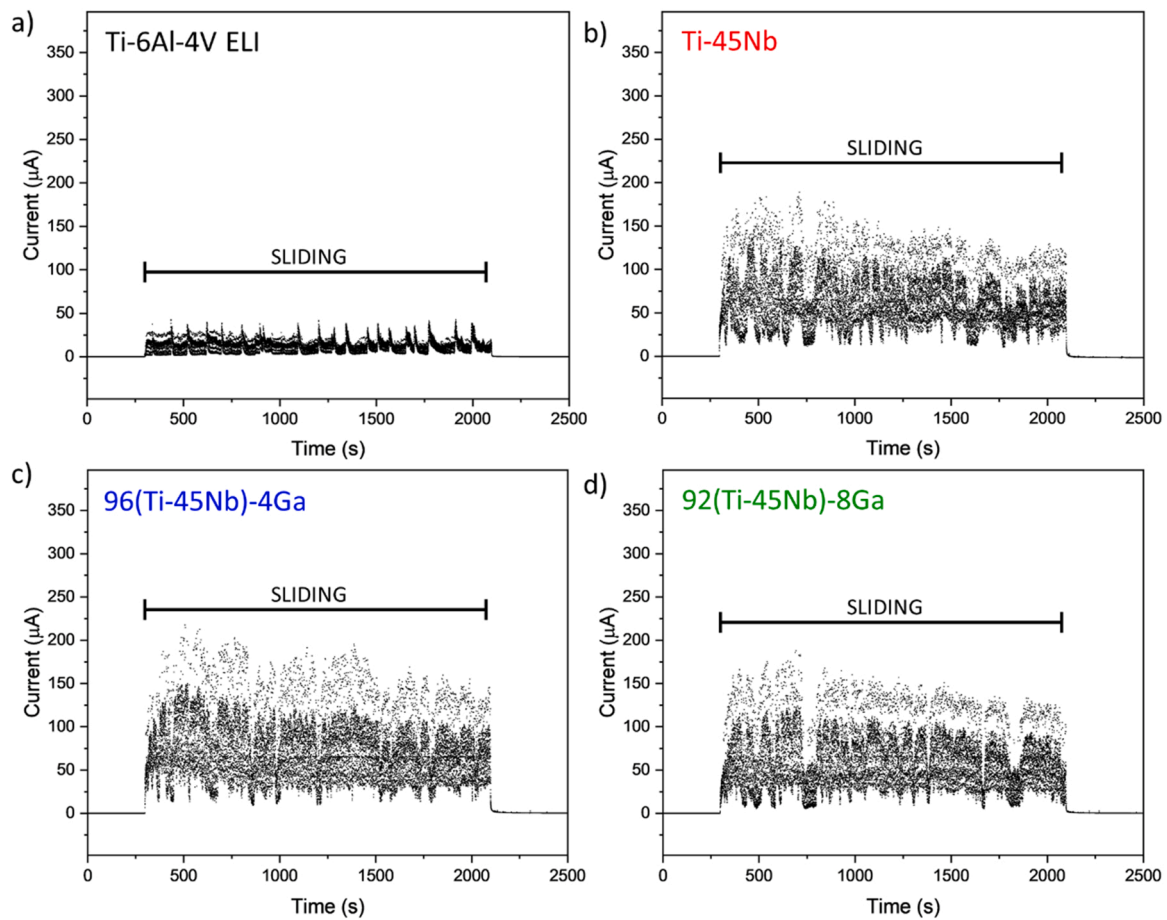 a)
Ti-6Al-4V ELI
350
300
250
200
150
100
50
0
Current (µA)
SLIDING
0 500 1000 1500 2000 2500
Time (s)
b)
Ti-45Nb
350
300
250
200
150
100
50
0
Current (µA)
SLIDING
0 500 1000 1500 2000 2500
Time (s)
c)
96(Ti-45Nb)-4Ga
350
300
250
200
150
100
50
0
Current (µA)
SLIDING
0 500 1000 1500 2000 2500
Time (s)
d)
92(Ti-45Nb)-8Ga
350
300
250
200
150
100
50
0
Current (µA)
SLIDING
0 500 1000 1500 2000 2500
Time (s)